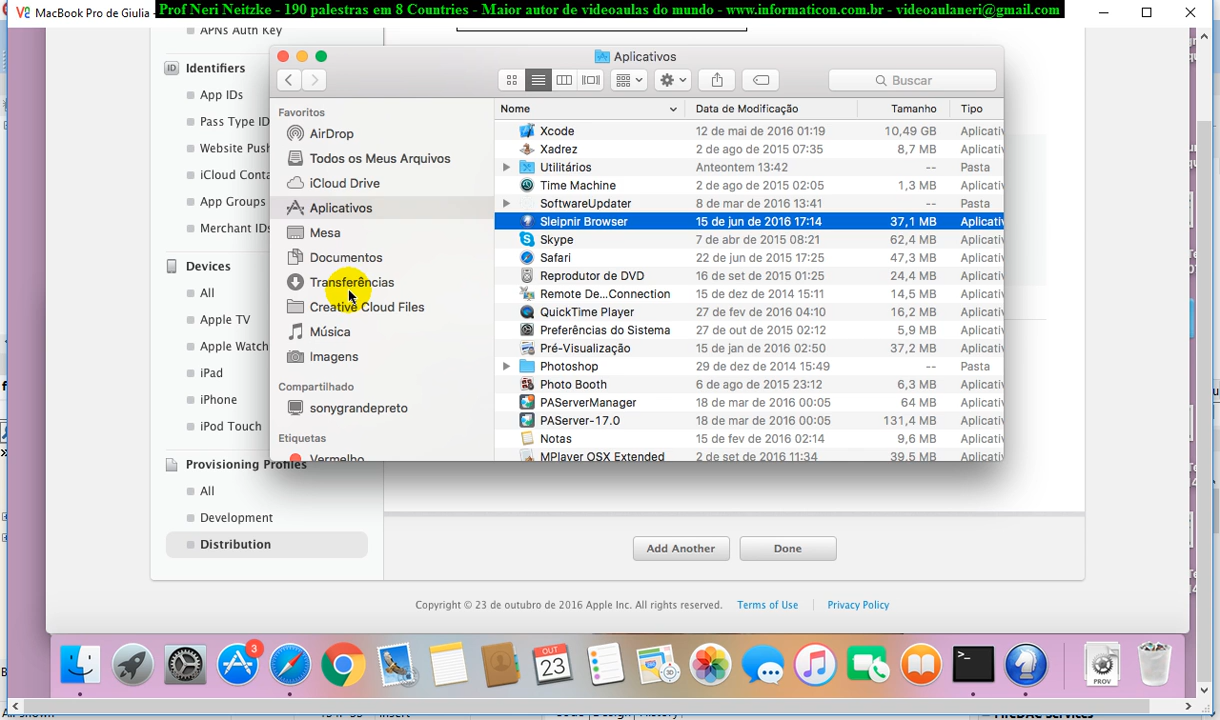 Prof Neri Neitzke - 190 palestras em 8 Countries - Maior autor de videoaulas do mundo - www.informaticon.com.br - videoaulaneri@gmail.com
MacBook Pro de Giulia -
APNs Auth Key
Identifiers
App IDs
Pass Type ID
Website Push
iCloud Conta
App Groups
Merchant IDs
Devices
All
Apple TV
Apple Watch
iPad
iPhone
iPod Touch
Provisioning Profiles
All
Development
Distribution
Aplicativos
Buscar
Favoritos
AirDrop
Todos os Meus Arquivos
iCloud Drive
Aplicativos
Mesa
Documentos
Transferências
Creative Cloud Files
Música
Imagens
Compartilhado
sonygrandepreto
Etiquetas
Vermelho
Nome Data de Modificação Tamanho Tipo
Xcode 12 de mai de 2016 01:19 10,49 GB Aplicativ
Xadrez 2 de ago de 2015 07:35 8,7 MB Aplicativ
Utilitários Anteontem 13:42 -- Pasta
Time Machine 2 de ago de 2015 02:05 1,3 MB Aplicativ
SoftwareUpdater 8 de mar de 2016 13:41 -- Pasta
Sleipnir Browser 15 de jun de 2016 17:14 37,1 MB Aplicativ
Skype 7 de abr de 2015 08:21 62,4 MB Aplicativ
Safari 22 de jun de 2015 17:25 47,3 MB Aplicativ
Reprodutor de DVD 16 de set de 2015 01:25 24,4 MB Aplicativ
Remote De...Connection 15 de dez de 2014 15:11 14,5 MB Aplicativ
QuickTime Player 27 de fev de 2016 04:10 16,2 MB Aplicativ
Preferências do Sistema 27 de out de 2015 02:12 5,9 MB Aplicativ
Pré-Visualização 15 de jan de 2016 02:50 37,2 MB Aplicativ
Photoshop 29 de dez de 2014 15:49 -- Pasta
Photo Booth 6 de ago de 2015 23:12 6,3 MB Aplicativ
PAServerManager 18 de mar de 2016 00:05 64 MB Aplicativ
PAServer-17.0 18 de mar de 2016 00:05 131,4 MB Aplicativ
Notas 15 de fev de 2016 02:14 9,6 MB Aplicativ
MPlayer OSX Extended 2 de set de 2016 11:34 39,5 MB Aplicativ
Add Another Done
Copyright © 23 de outubro de 2016 Apple Inc. All rights reserved. Terms of Use Privacy Policy
3
OCT
23
PROV